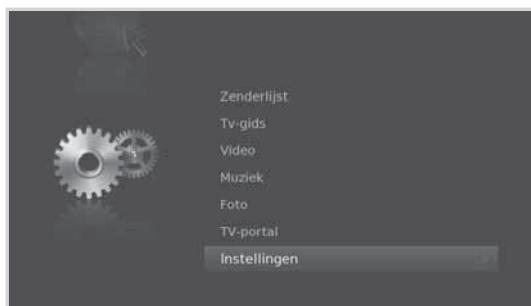 Zenderlijst
Tv-gids
Video
Muziek
Foto
TV-portal
Instellingen